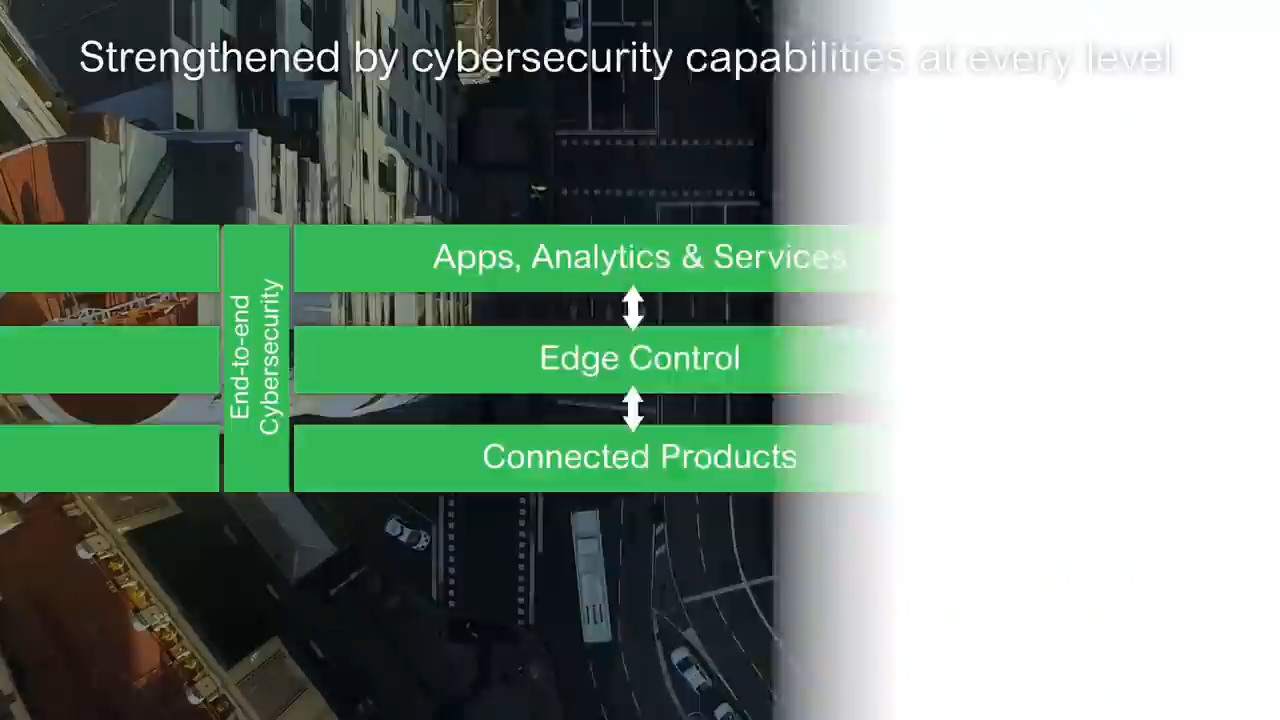 Strengthened by cybersecurity capabilities at every level
Apps, Analytics & Services
End-to-end
Cybersecurity
Edge Control
Connected Products